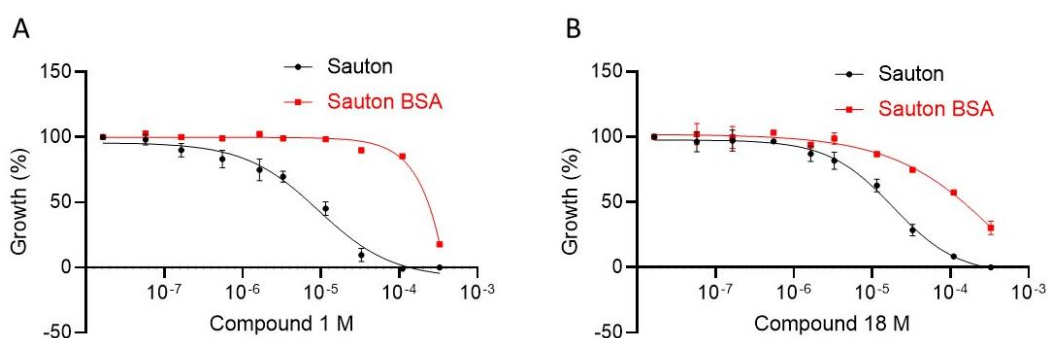 A
Sauton
Sauton BSA
Growth (%)
150
100
50
0
-50
10-7 10-6 10-5 10-4 10-3
Compound 1 M
B
Sauton
Sauton BSA
Growth (%)
150
100
50
0
-50
10-7 10-6 10-5 10-4 10-3
Compound 18 M